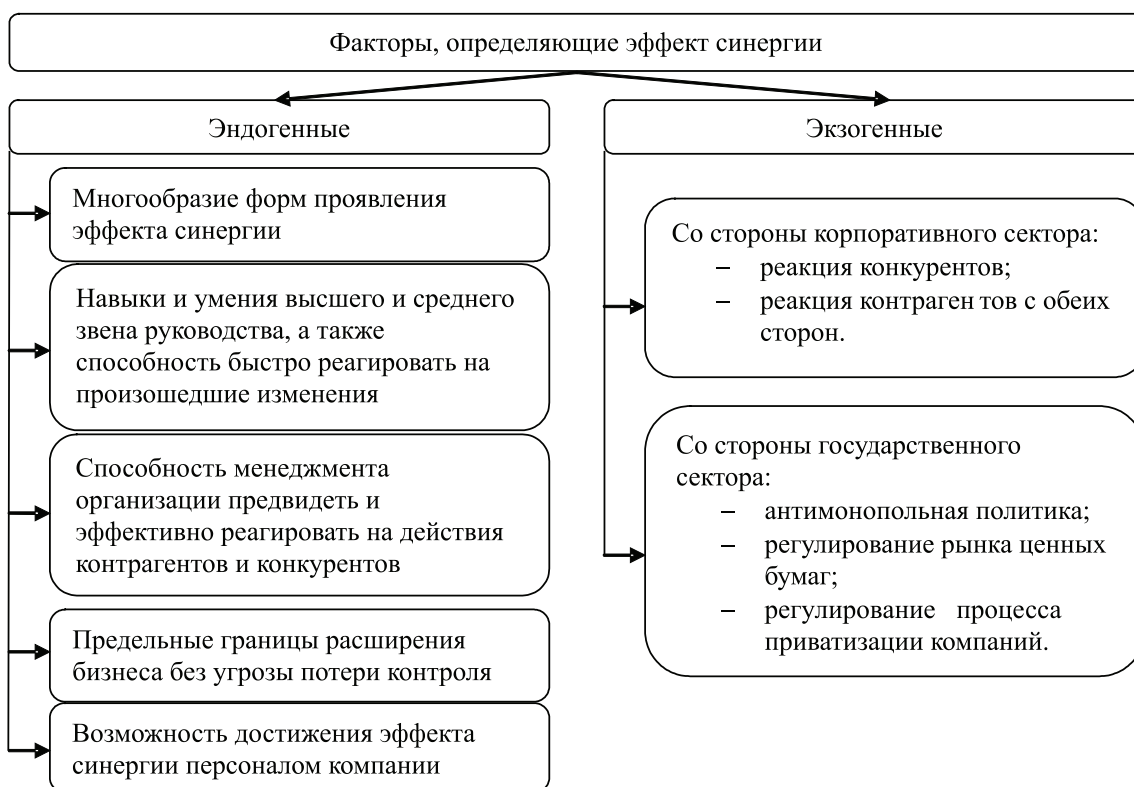 Факторы, определяющие эффект синергии
Эндогенные
Многообразие форм проявления
эффекта синергии
Навыки и умения высшего и среднего
звена руководства, а также
способность быстро реагировать на
произошедшие изменения
Способность менеджмента
организации предвидеть и
эффективно реагировать на действия
контрагентов и конкурентов
Предельные границы расширения
бизнеса без угрозы потери контроля
Возможность достижения эффекта
синергии персоналом компании
Экзогенные
Со стороны корпоративного сектора:
– реакция конкурентов;
– реакция контраген тов с обеих
сторон.
Со стороны государственного
сектора:
– антимонопольная политика;
– регулирование рынка ценных
бумаг;
– регулирование процесса
приватизации компаний.